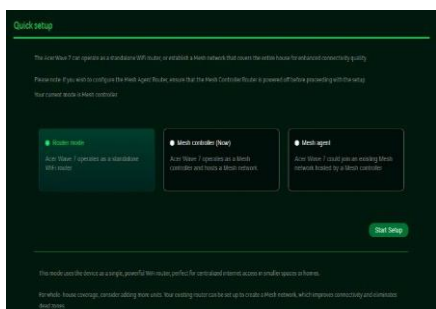 Quick setup
The Acer Wave 7 can operate as a standalone WiFi router, or establish a Mesh network that covers the entire house for enhanced connectivity quality.
Please note: If you wish to configure the Mesh Agent Router, ensure that the Mesh Controller Router is powered off before proceeding with the setup.
Your current mode is Mesh controller
Router mode
Acer Wave 7 operates as a standalone
WiFi router
Mesh controller (Now)
Acer Wave 7 operates as a Mesh
controller and hosts a Mesh network
Mesh agent
Acer Wave 7 could join an existing Mesh
network hosted by a Mesh controller
Start Setup
This mode uses the device as a single, powerful WiFi router, perfect for centralized internet access in smaller spaces or homes.
For whole-house coverage, consider adding more units. Your existing router can be set up to create a Mesh network, which improves connectivity and eliminates
dead zones.